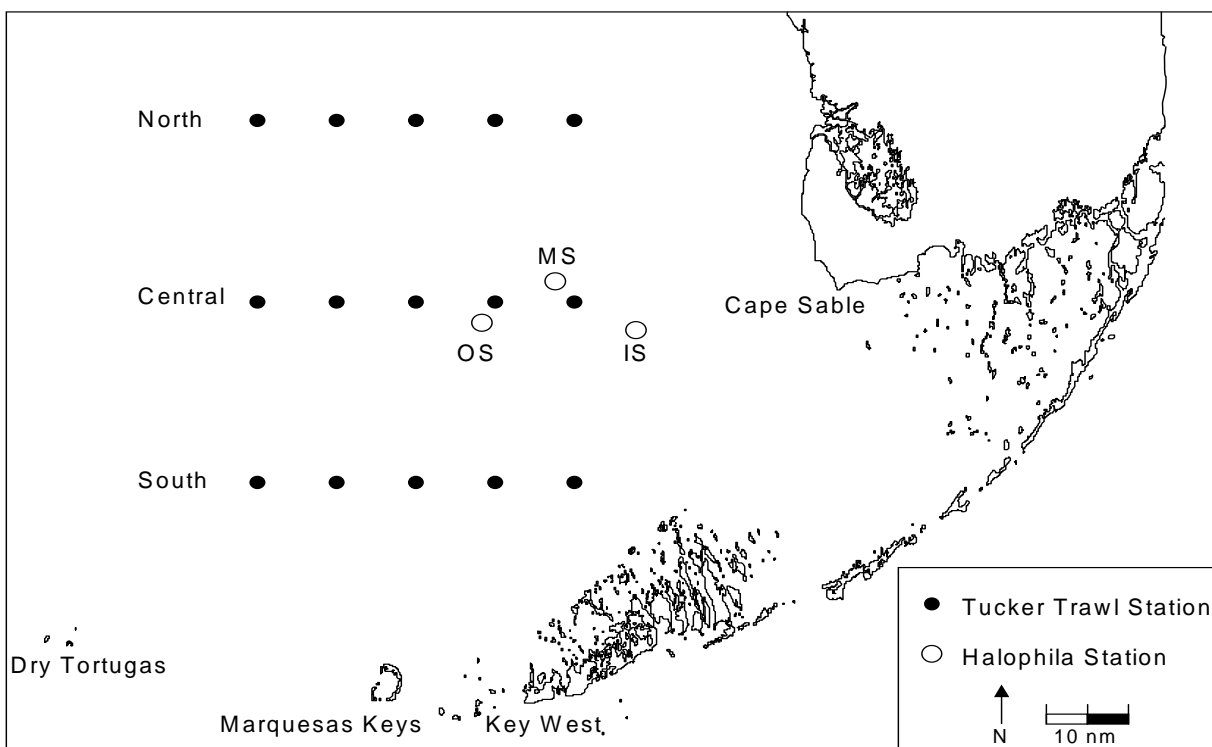 North
MS
Central
Cape Sable
OS
IS
South
Tucker Trawl Station
Halophila Station
Dry Tortugas
Marquesas Keys
Key West
N
10 nm